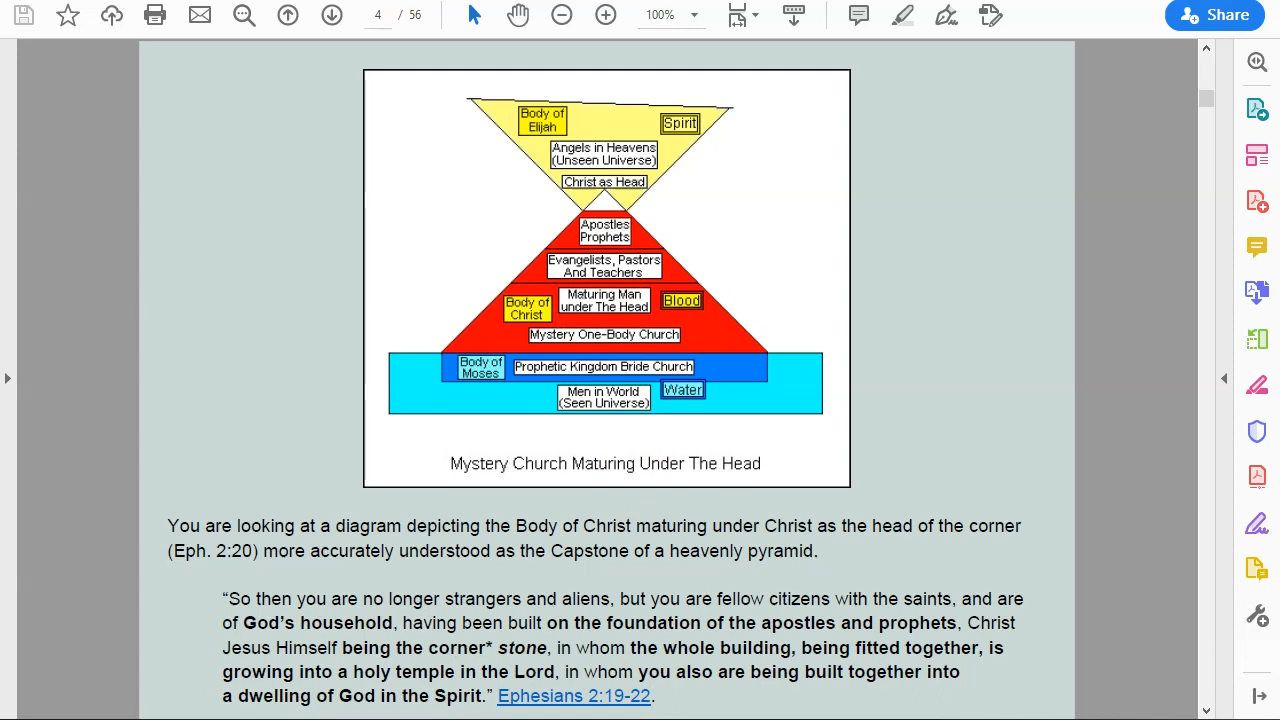 4 / 56
100%
Share
Body of
Elijah
Spirit
Angels in Heavens
(Unseen Universe)
Christ as Head
Apostles
Prophets
Evangelists, Pastors
And Teachers
Maturing Man
under The Head
Body of
Christ
Blood
Mystery One-Body Church
Body of
Moses
Prophetic Kingdom Bride Church
Men in World
(Seen Universe)
Water
Mystery Church Maturing Under The Head
You are looking at a diagram depicting the Body of Christ maturing under Christ as the head of the corner
(Eph. 2:20) more accurately understood as the Capstone of a heavenly pyramid.
“So then you are no longer strangers and aliens, but you are fellow citizens with the saints, and are
of God’s household, having been built on the foundation of the apostles and prophets, Christ
Jesus Himself being the corner* stone, in whom the whole building, being fitted together, is
growing into a holy temple in the Lord, in whom you also are being built together into
a dwelling of God in the Spirit.” Ephesians 2:19-22.